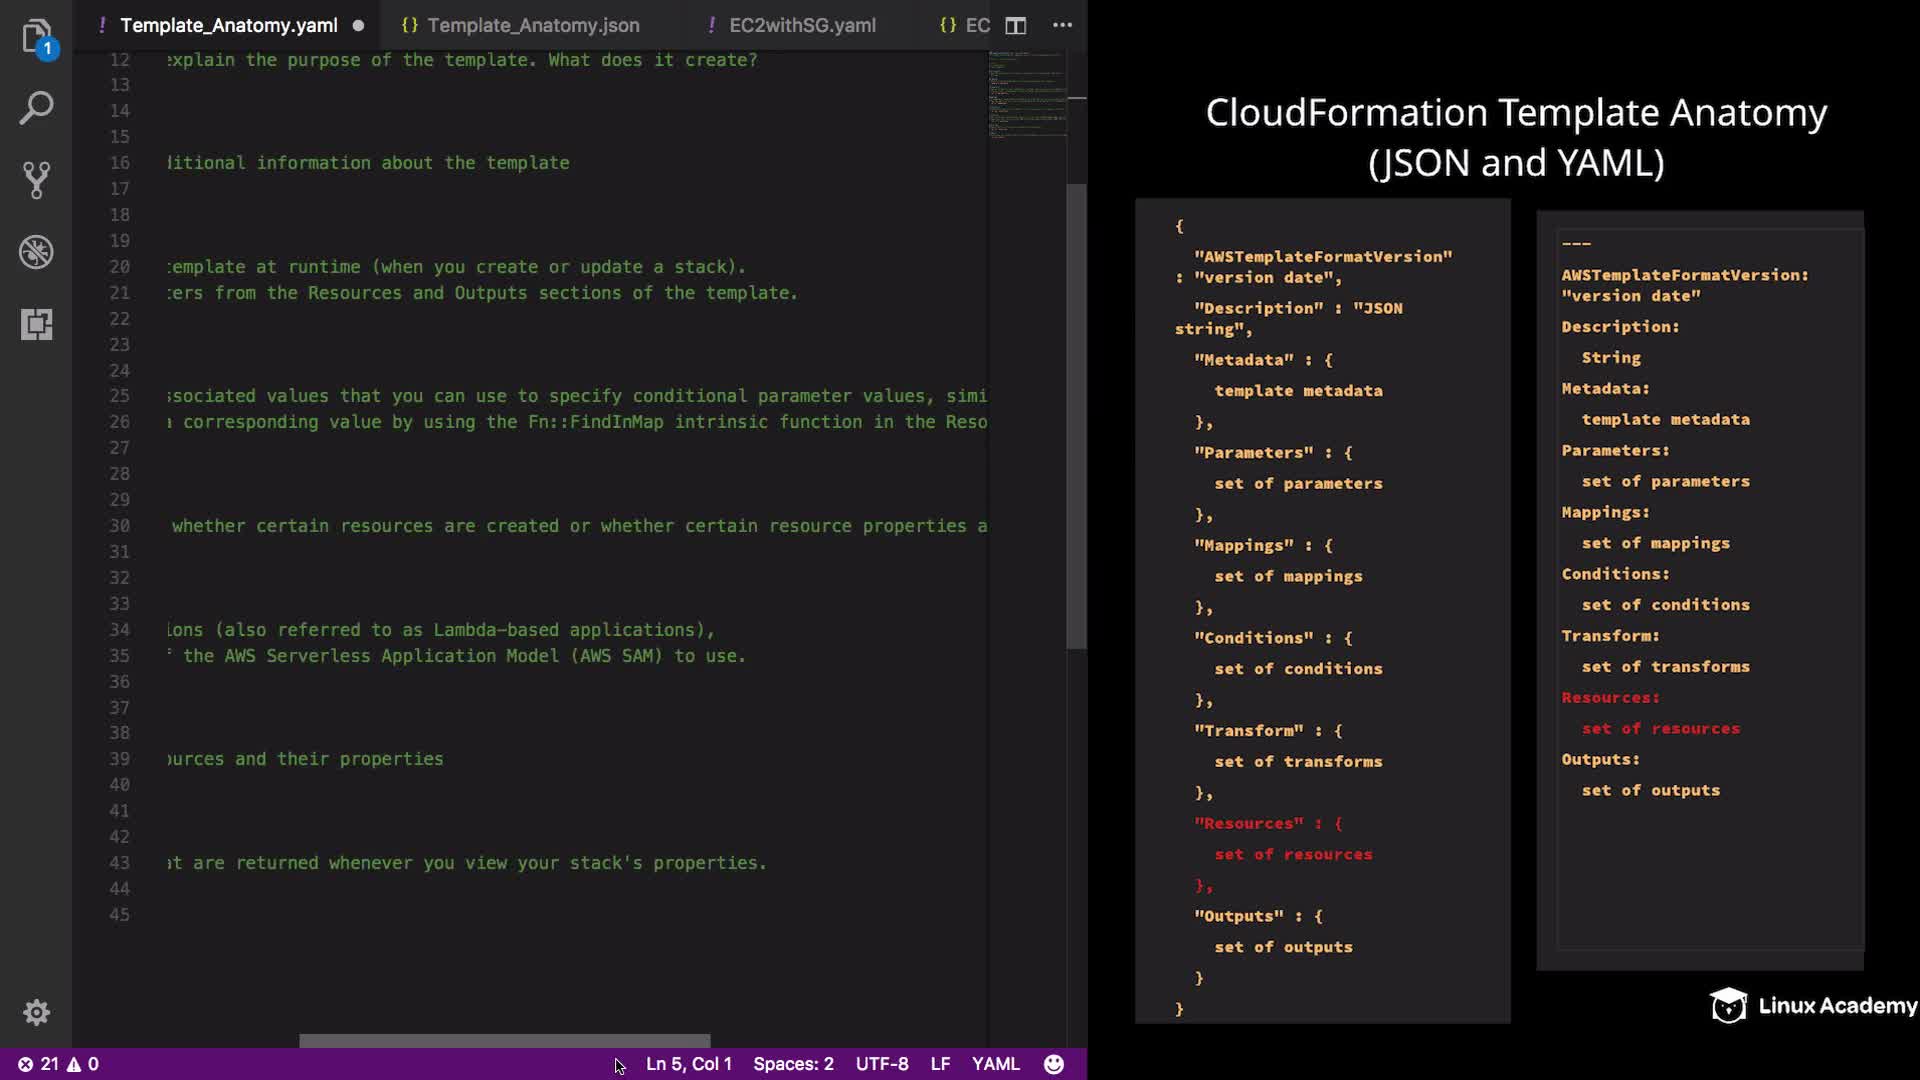 ! Template_Anatomy.yaml
{} Template_Anatomy.json
! EC2withSG.yaml
{} EC
1
12 explain the purpose of the template. What does it create?
13
14
15
16 ditional information about the template
17
18
19
20 template at runtime (when you create or update a stack).
21 ters from the Resources and Outputs sections of the template.
22
23
24
25 ssociated values that you can use to specify conditional parameter values, simi
26 a corresponding value by using the Fn::FindInMap intrinsic function in the Reso
27
28
29
30 whether certain resources are created or whether certain resource properties a
31
32
33
34 ions (also referred to as Lambda-based applications),
35 f the AWS Serverless Application Model (AWS SAM) to use.
36
37
38
39 ources and their properties
40
41
42
43 at are returned whenever you view your stack's properties.
44
45
21 0
Ln 5, Col 1
Spaces: 2
UTF-8
LF
YAML
CloudFormation Template Anatomy
(JSON and YAML)
{
"AWSTemplateFormatVersion"
: "version date",
"Description" : "JSON
string",
"Metadata" : {
template metadata
},
"Parameters" : {
set of parameters
},
"Mappings" : {
set of mappings
},
"Conditions" : {
set of conditions
},
"Transform" : {
set of transforms
},
"Resources" : {
set of resources
},
"Outputs" : {
set of outputs
}
}
---
AWSTemplateFormatVersion:
"version date"
Description:
String
Metadata:
template metadata
Parameters:
set of parameters
Mappings:
set of mappings
Conditions:
set of conditions
Transform:
set of transforms
Resources:
set of resources
Outputs:
set of outputs
Linux Academy